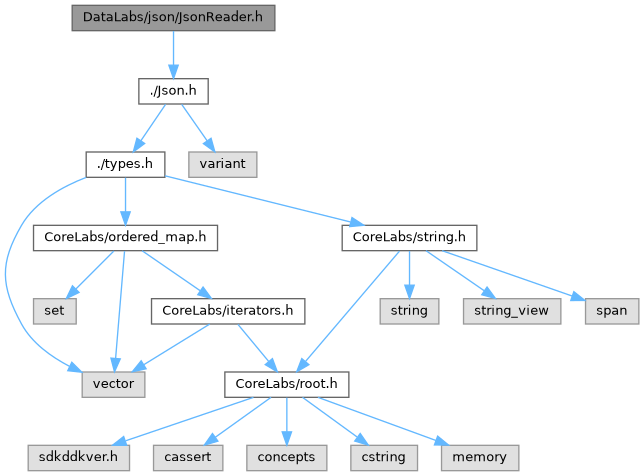 DataLabs/json/JsonReader.h
./Json.h
./types.h
variant
CoreLabs/ordered_map.h
CoreLabs/string.h
set
CoreLabs/iterators.h
string
string_view
span
vector
CoreLabs/root.h
sdkddkver.h
cassert
concepts
cstring
memory